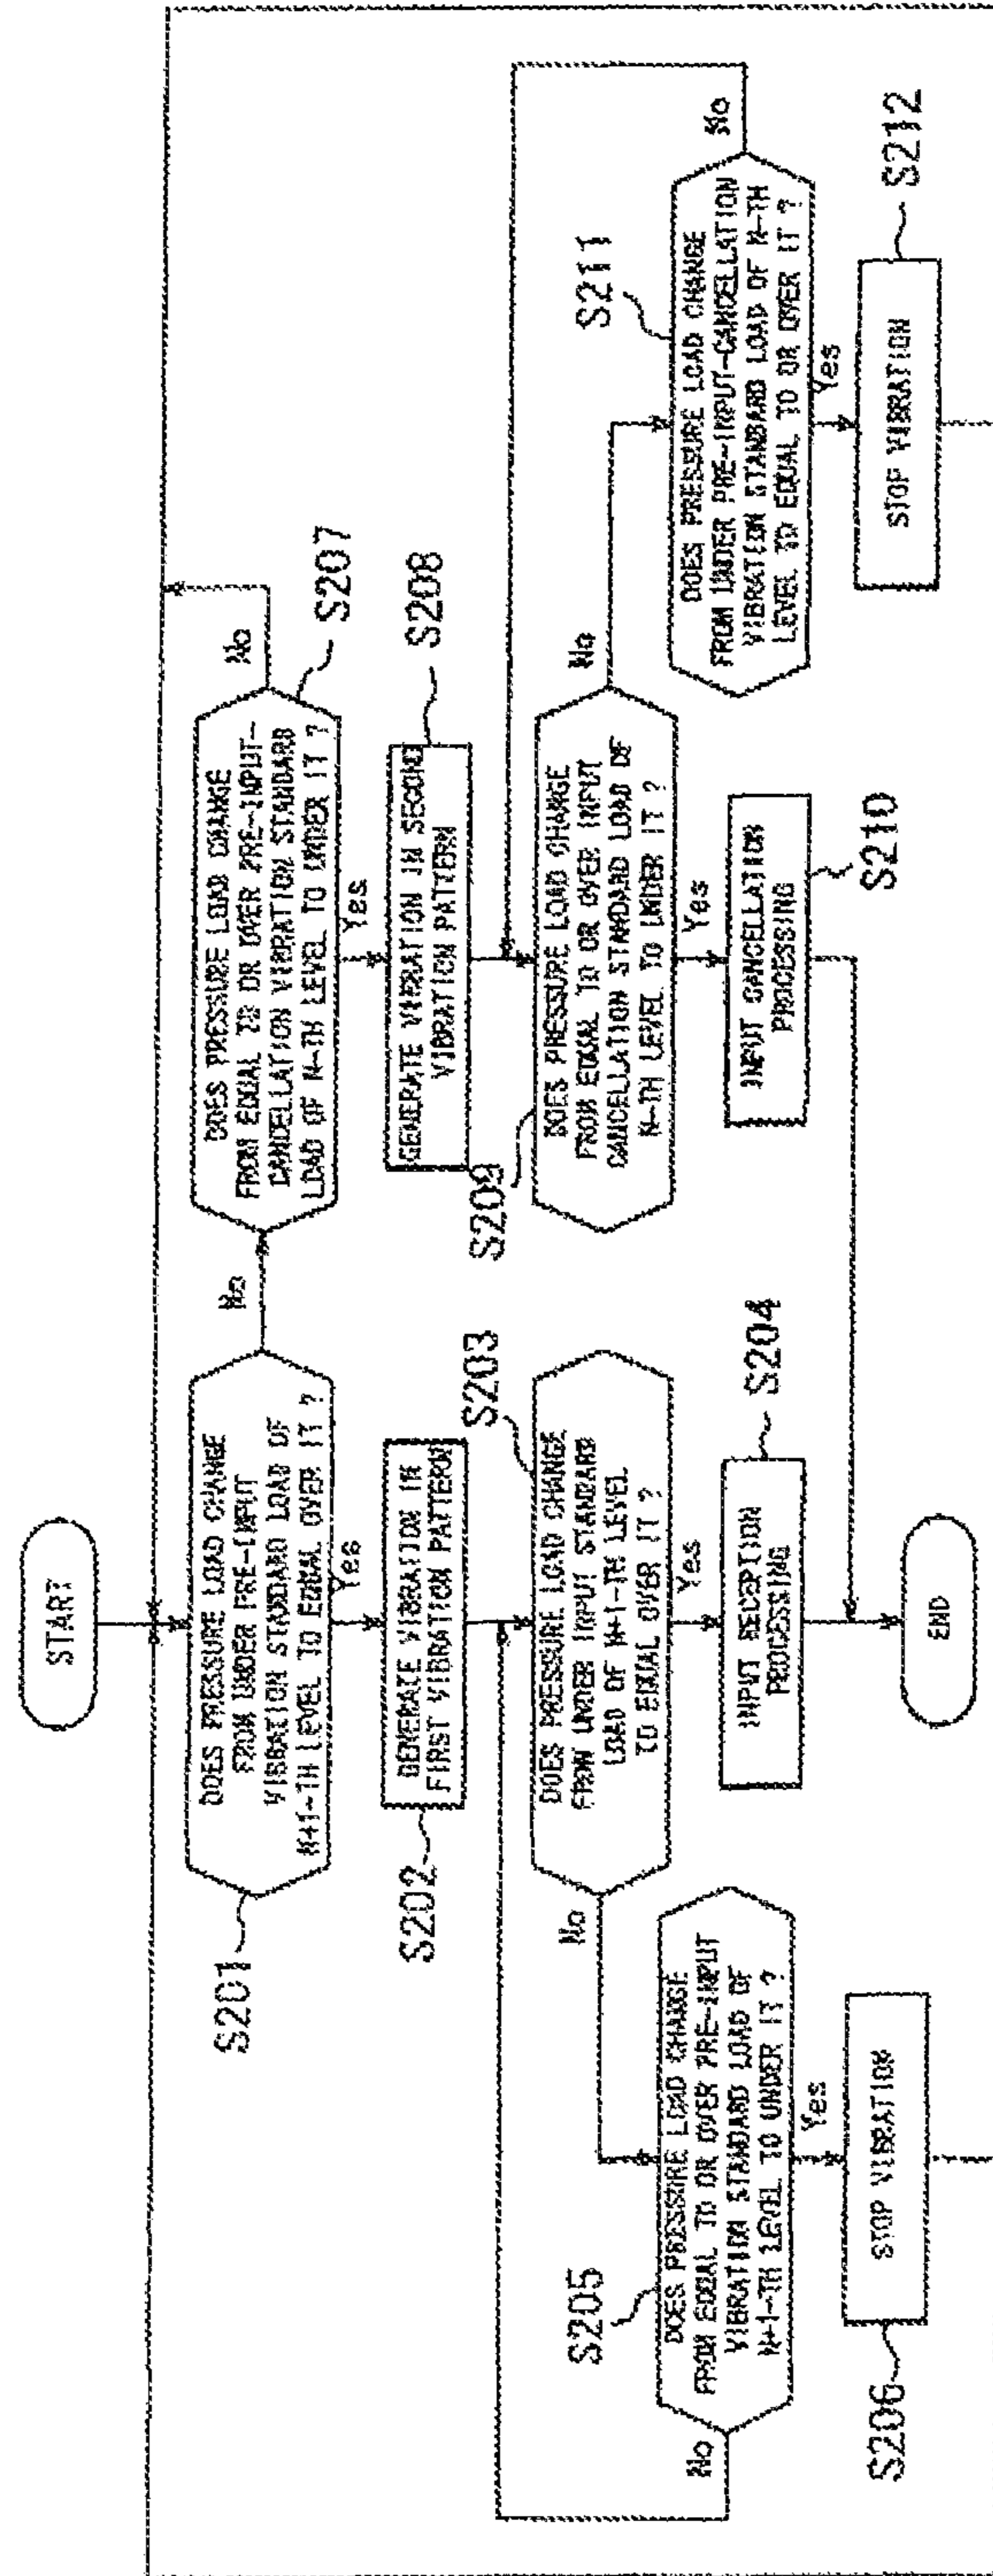 START
DOES PRESSURE LOAD CHANGE
FROM UNDER PRE-INPUT
VIBRATION STANDARD LOAD OF
N+1-TH LEVEL TO EQUAL OVER IT ?
S201
No
Yes
GENERATE VIBRATION IN
FIRST VIBRATION PATTERN
S202
DOES PRESSURE LOAD CHANGE
FROM UNDER INPUT STANDARD
LOAD OF N+1-TH LEVEL
TO EQUAL OVER IT ?
S203
No
Yes
INPUT RECEPTION
PROCESSING
S204
DOES PRESSURE LOAD CHANGE
FROM EQUAL TO OR OVER PRE-INPUT
VIBRATION STANDARD LOAD OF
N+1-TH LEVEL TO UNDER IT ?
S205
No
Yes
STOP VIBRATION
S206
DOES PRESSURE LOAD CHANGE
FROM EQUAL TO OR OVER PRE-INPUT-
CANCELLATION VIBRATION STANDARD
LOAD OF N-TH LEVEL TO UNDER IT ?
S207
No
Yes
GENERATE VIBRATION IN SECOND
VIBRATION PATTERN
S208
DOES PRESSURE LOAD CHANGE
FROM EQUAL TO OR OVER INPUT
CANCELLATION STANDARD LOAD OF
N-TH LEVEL TO UNDER IT ?
S209
No
Yes
INPUT CANCELLATION
PROCESSING
S210
DOES PRESSURE LOAD CHANGE
FROM UNDER PRE-INPUT-CANCELLATION
VIBRATION STANDARD LOAD OF N-TH
LEVEL TO EQUAL TO OR OVER IT ?
S211
No
Yes
STOP VIBRATION
S212
END